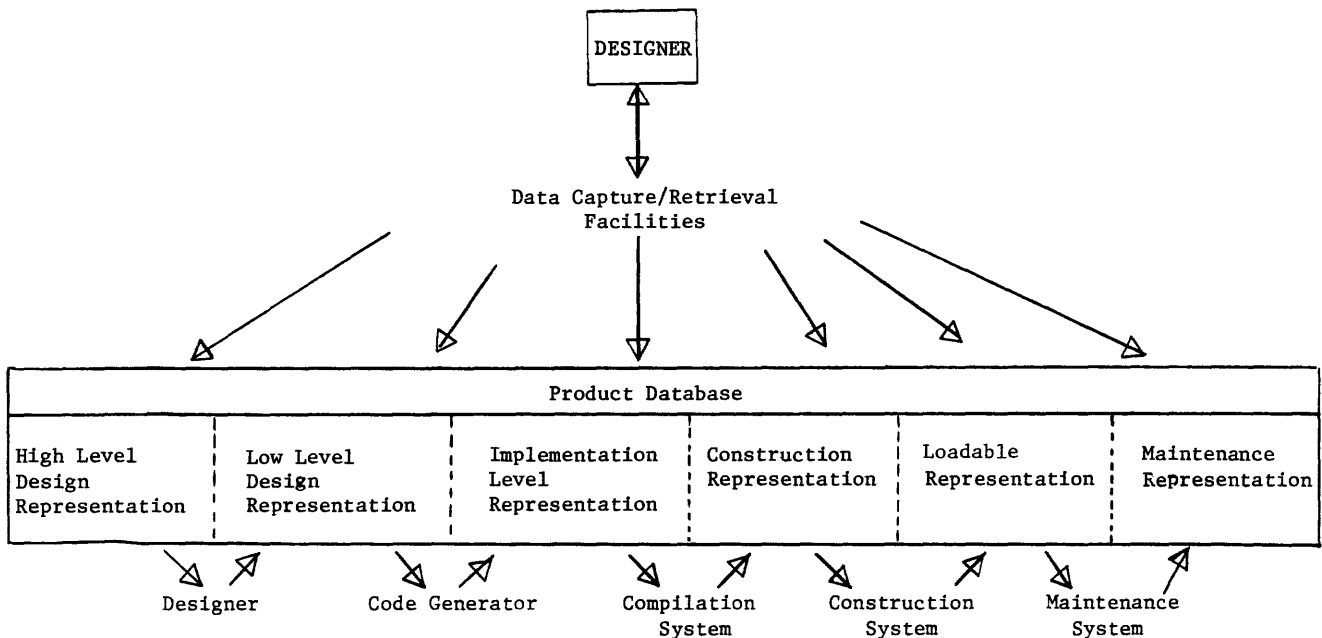 DESIGNER
Data Capture/Retrieval
Facilities
Product Database
High Level
Design
Representation
Low Level
Design
Representation
Implementation
Level
Representation
Construction
Representation
Loadable
Representation
Maintenance
Representation
Designer
Code Generator
Compilation
System
Construction
System
Maintenance
System